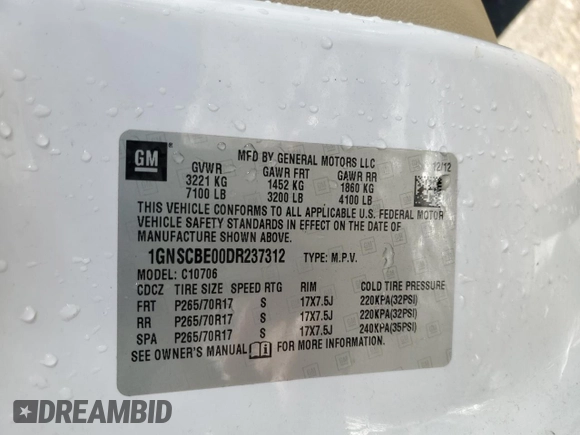 GM
MFD BY GENERAL MOTORS LLC
12/12
GVWR GAWR FRT GAWR RR
3221 KG 1452 KG 1860 KG
7100 LB 3200 LB 4100 LB
THIS VEHICLE CONFORMS TO ALL APPLICABLE U.S. FEDERAL MOTOR
VEHICLE SAFETY STANDARDS IN EFFECT ON THE DATE OF
MANUFACTURE SHOWN ABOVE.
1GNSCBE00DR237312 TYPE: M.P.V.
MODEL: C10706
CDCZ TIRE SIZE SPEED RTG RIM COLD TIRE PRESSURE
FRT P265/70R17 S 17X7.5J 220KPA(32PSI)
RR P265/70R17 S 17X7.5J 220KPA(32PSI)
SPA P265/70R17 S 17X7.5J 240KPA(35PSI)
SEE OWNER'S MANUAL FOR MORE INFORMATION.
DREAMBID